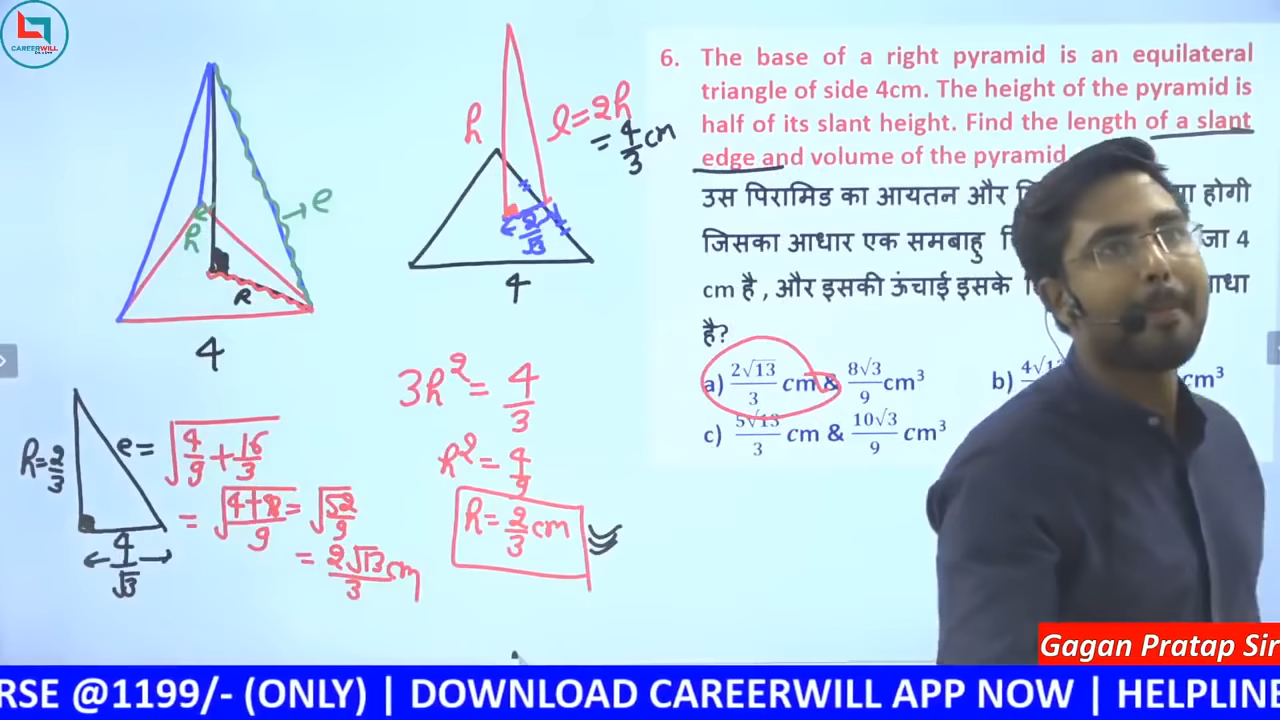 CAREERWILL
6. The base of a right pyramid is an equilateral
triangle of side 4cm. The height of the pyramid is
half of its slant height. Find the length of a slant
edge and volume of the pyramid
उस पिरामिड का आयतन और होगी
जिसका आधार एक समबाहु 4
cm है , और इसकी ऊंचाई इसके
है?
a) 2√13/3 cm & 8√3/9 cm³ b) cm³
c) 5√13/3 cm & 10√3/9 cm³
h
e
R
4
h
l=2h
= 4/3 cm
2/√3
4
3h² = 4/3
h² = 4/9
h = 2/3 cm
h=2/3
e = √(4/9 + 16/3)
= √52/9
= 2√13/3 cm
4/√3
Gagan Pratap Sir
RSE @1199/- (ONLY) | DOWNLOAD CAREERWILL APP NOW | HELPLINE